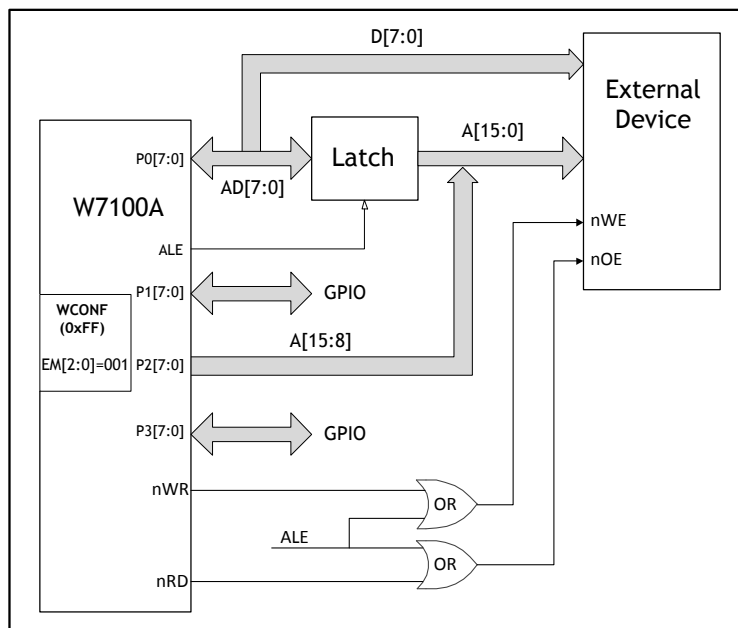 D[7:0]
External
Device
A[15:0]
Latch
P0[7:0]
AD[7:0]
W7100A
nWE
ALE
nOE
P1[7:0]
GPIO
WCONF
(0xFF)
A[15:8]
EM[2:0]=001
P2[7:0]
P3[7:0]
GPIO
nWR
OR
ALE
OR
nRD